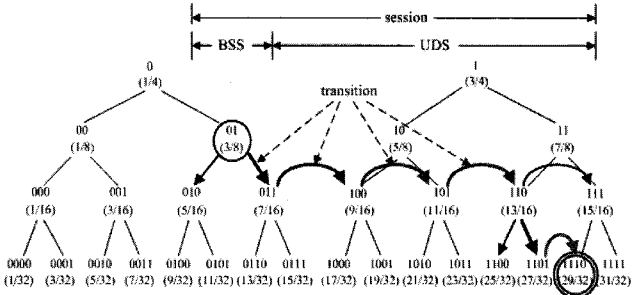 session
BSS UDS
0 1
(1/4) (3/4)
transition
00 01 10 11
(1/8) (3/8) (5/8) (7/8)
000 001 010 011 100 101 110 111
(1/16) (3/16) (5/16) (7/16) (9/16) (11/16) (13/16) (15/16)
0000 0001 0010 0011 0100 0101 0110 0111 1000 1001 1010 1011 1100 1101 1110 1111
(1/32) (3/32) (5/32) (7/32) (9/32) (11/32) (13/32) (15/32) (17/32) (19/32) (21/32) (23/32) (25/32) (27/32) (29/32) (31/32)